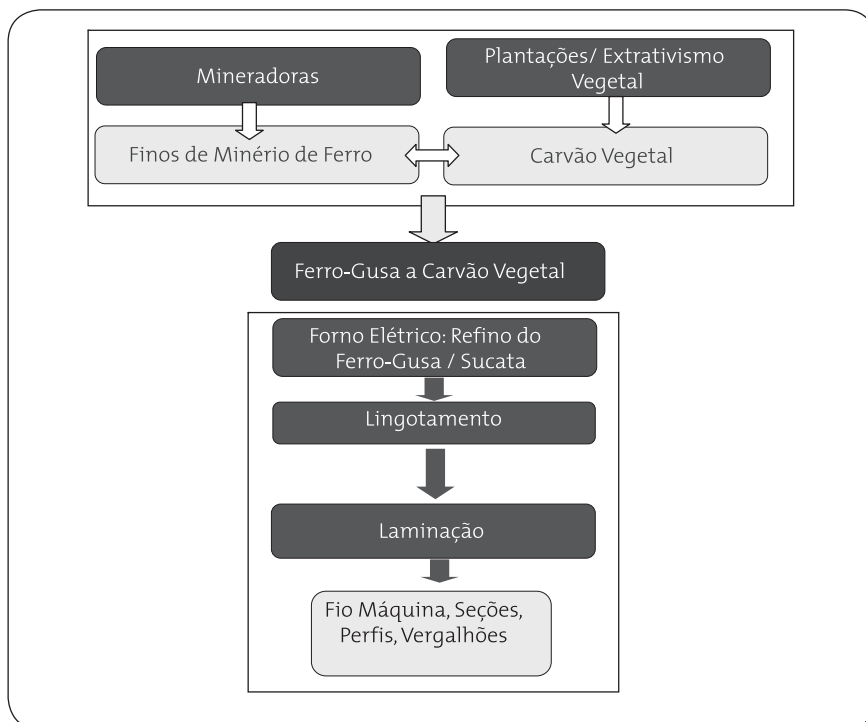 Mineradoras
Plantações/ Extrativismo
Vegetal
Finos de Minério de Ferro
Carvão Vegetal
Ferro-Gusa a Carvão Vegetal
Forno Elétrico: Refino do
Ferro-Gusa / Sucata
Lingotamento
Laminação
Fio Máquina, Seções,
Perfis, Vergalhões